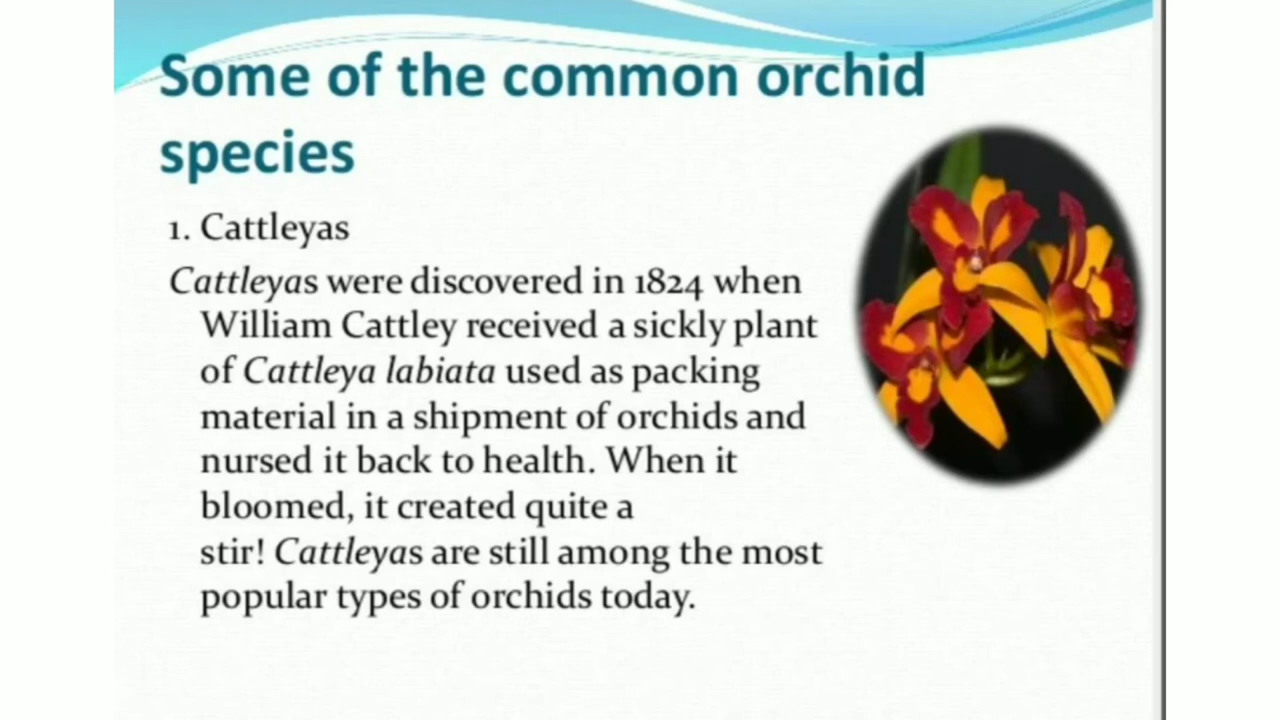 Some of the common orchid
species
1. Cattleyas
Cattleyas were discovered in 1824 when
William Cattley received a sickly plant
of Cattleya labiata used as packing
material in a shipment of orchids and
nursed it back to health. When it
bloomed, it created quite a
stir! Cattleyas are still among the most
popular types of orchids today.